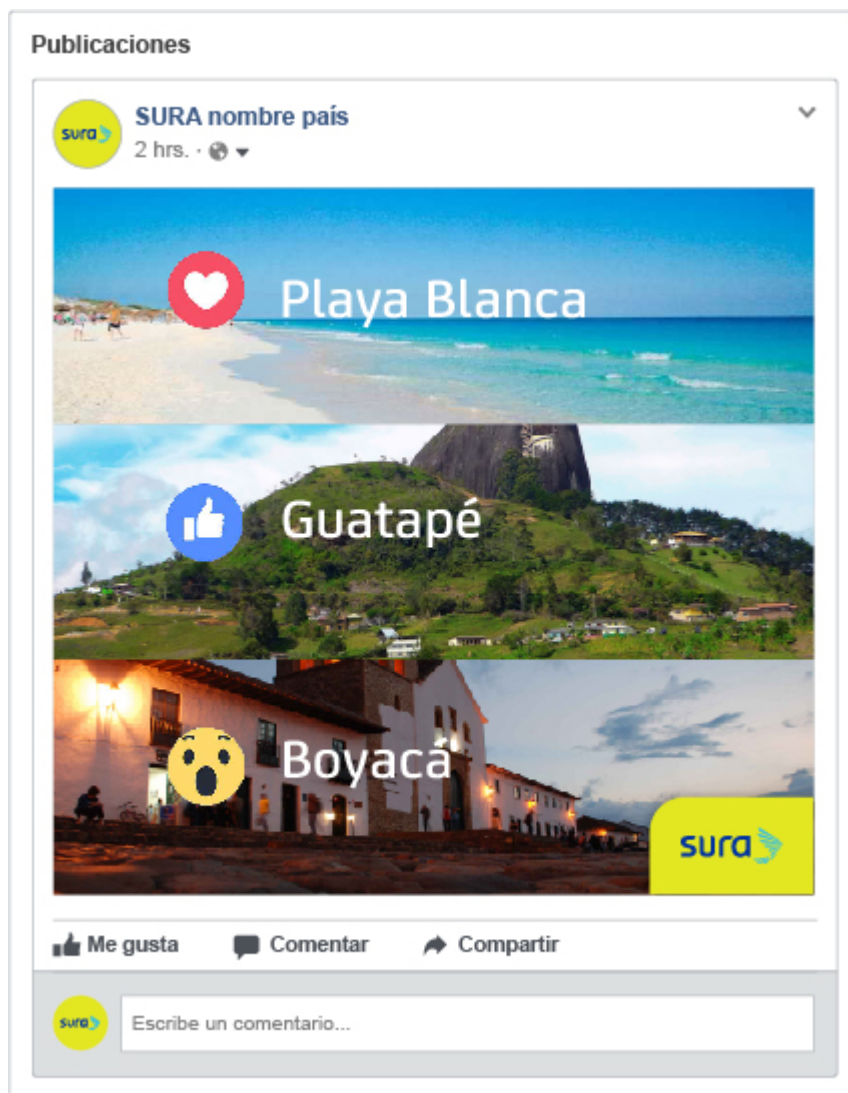 Publicaciones
sura
SURA nombre país
2 hrs. ·
Playa Blanca
Guatapé
Boyacá
sura
Me gusta Comentar Compartir
sura
Escribe un comentario...